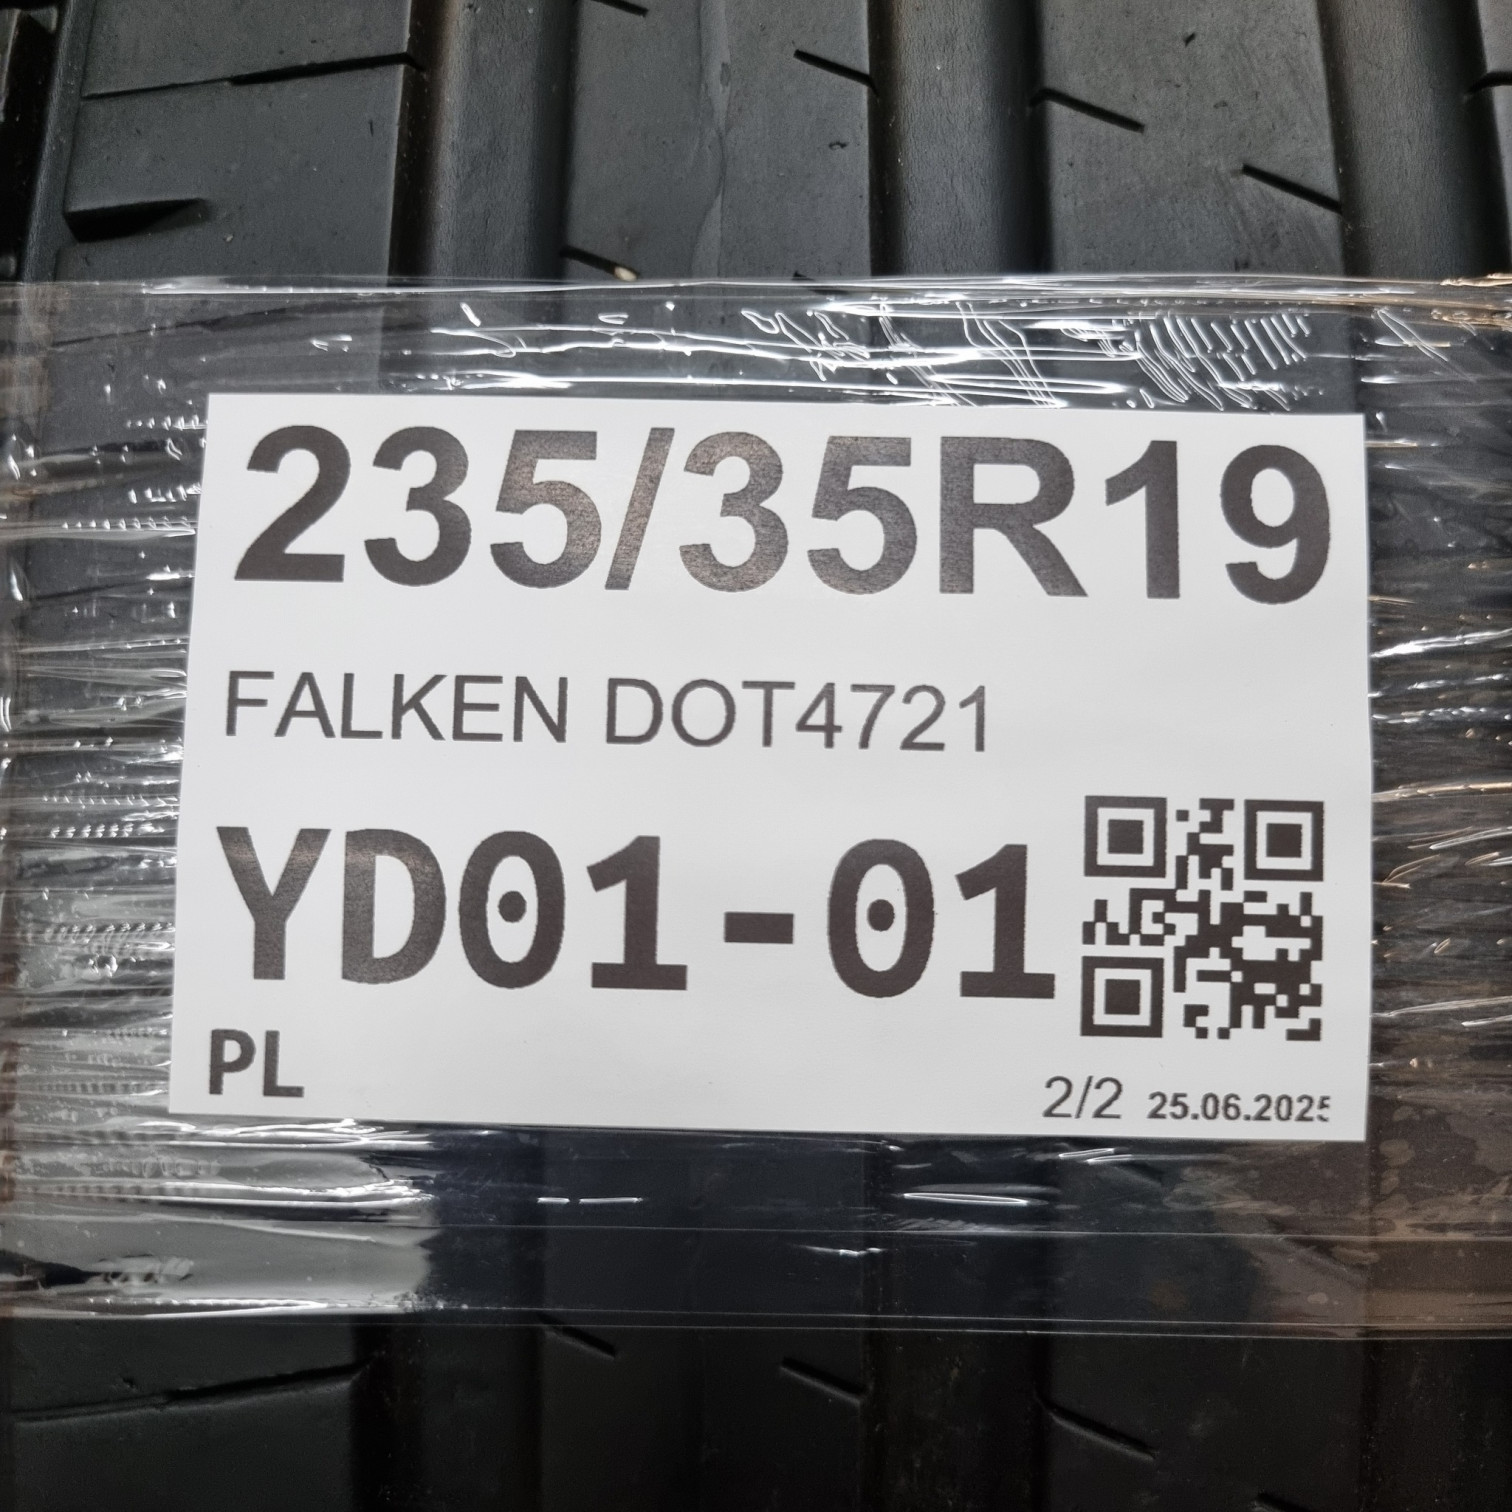 235/35R19
FALKEN DOT4721
YD01-01
PL
2/2 25.06.2025